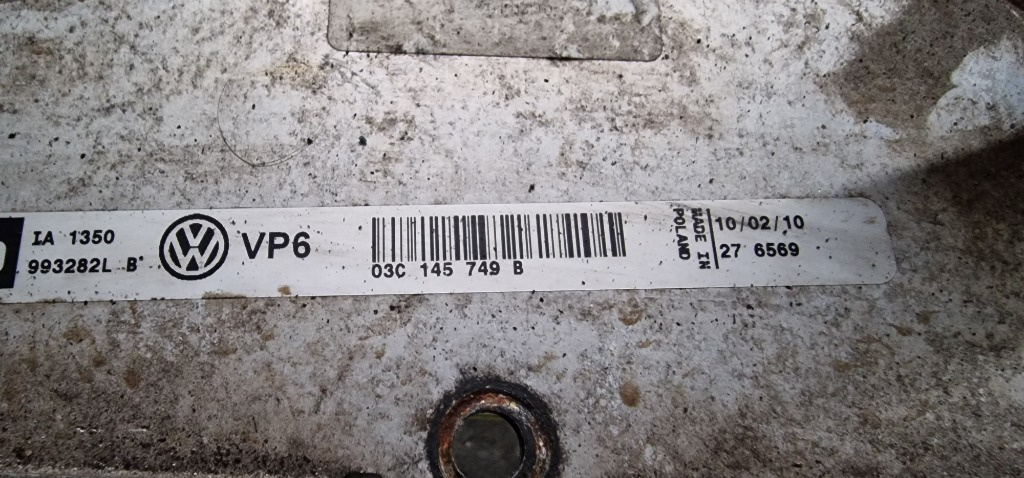 IA 1350
993282L B*
VP6
03C 145 749 B
MADE IN
POLAND
10/02/10
27 6569